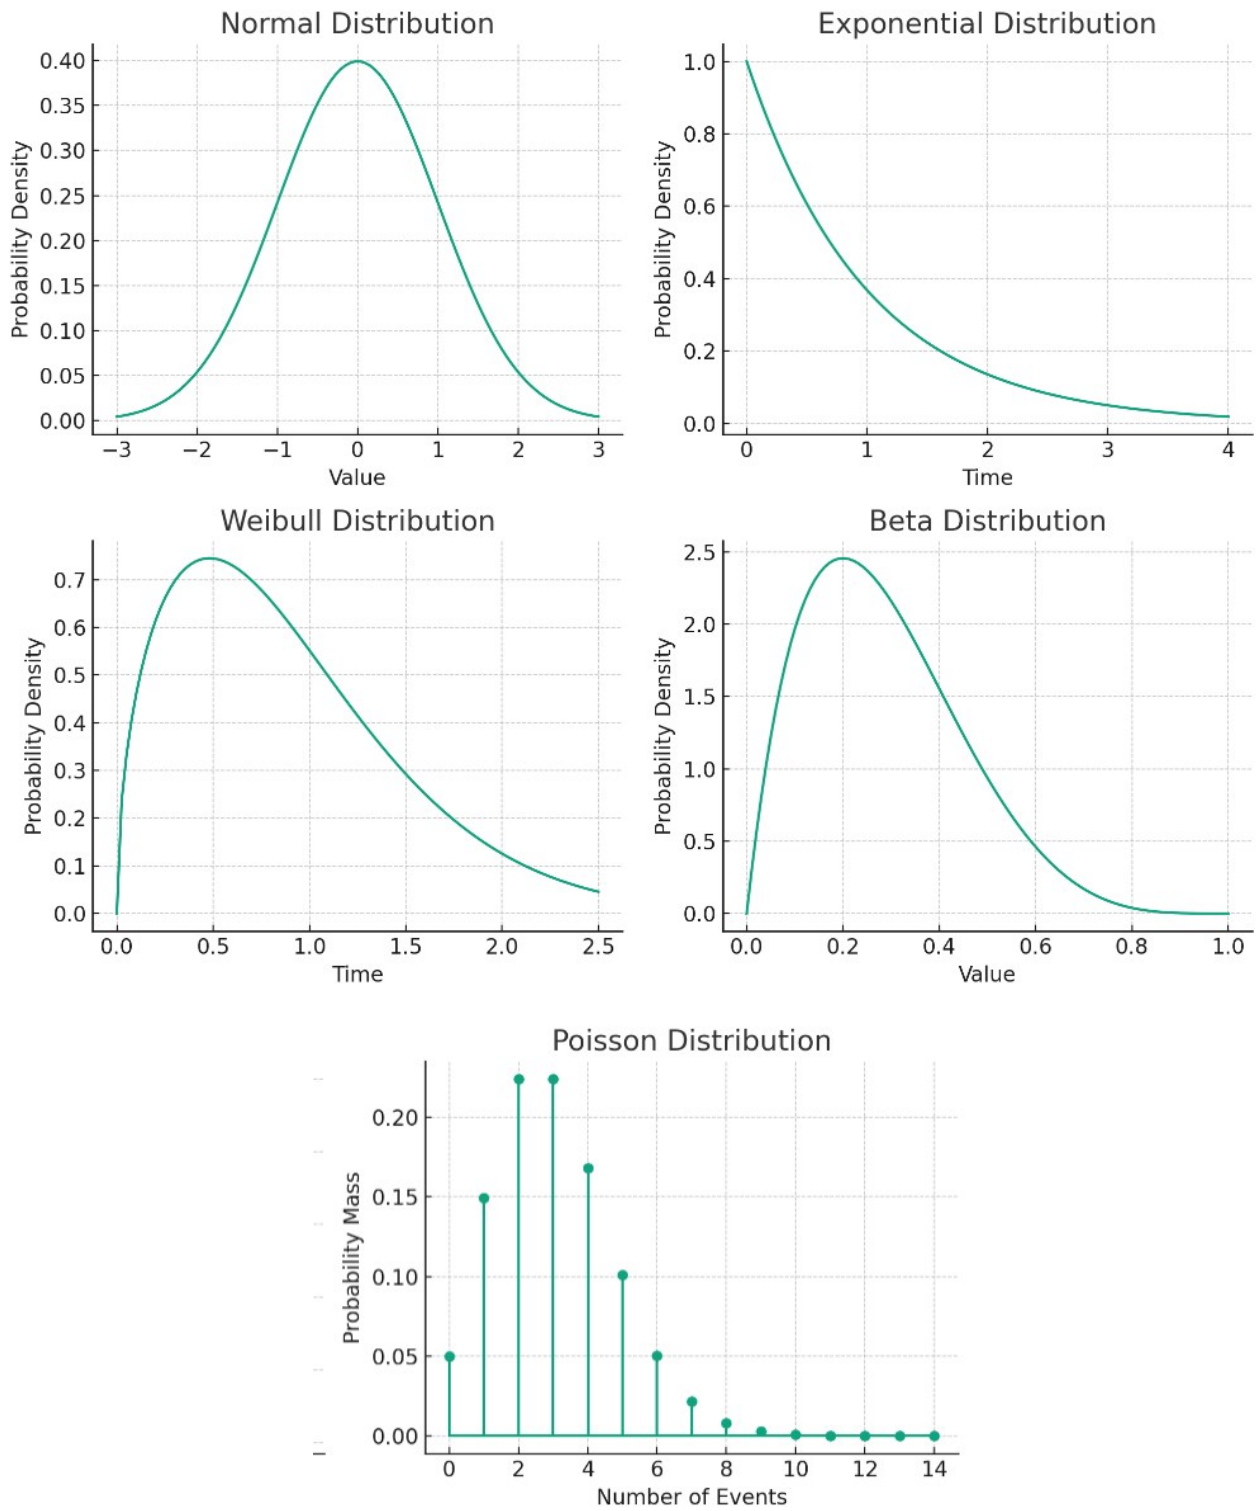 Normal Distribution
0.40
0.35
0.30
0.25
0.20
0.15
0.10
0.05
0.00
Probability Density
−3 −2 −1 0 1 2 3
Value
Exponential Distribution
1.0
0.8
0.6
0.4
0.2
0.0
Probability Density
0 1 2 3 4
Time
Weibull Distribution
0.7
0.6
0.5
0.4
0.3
0.2
0.1
0.0
Probability Density
0.0 0.5 1.0 1.5 2.0 2.5
Time
Beta Distribution
2.5
2.0
1.5
1.0
0.5
0.0
Probability Density
0.0 0.2 0.4 0.6 0.8 1.0
Value
Poisson Distribution
0.20
0.15
0.10
0.05
0.00
Probability Mass
0 2 4 6 8 10 12 14
Number of Events